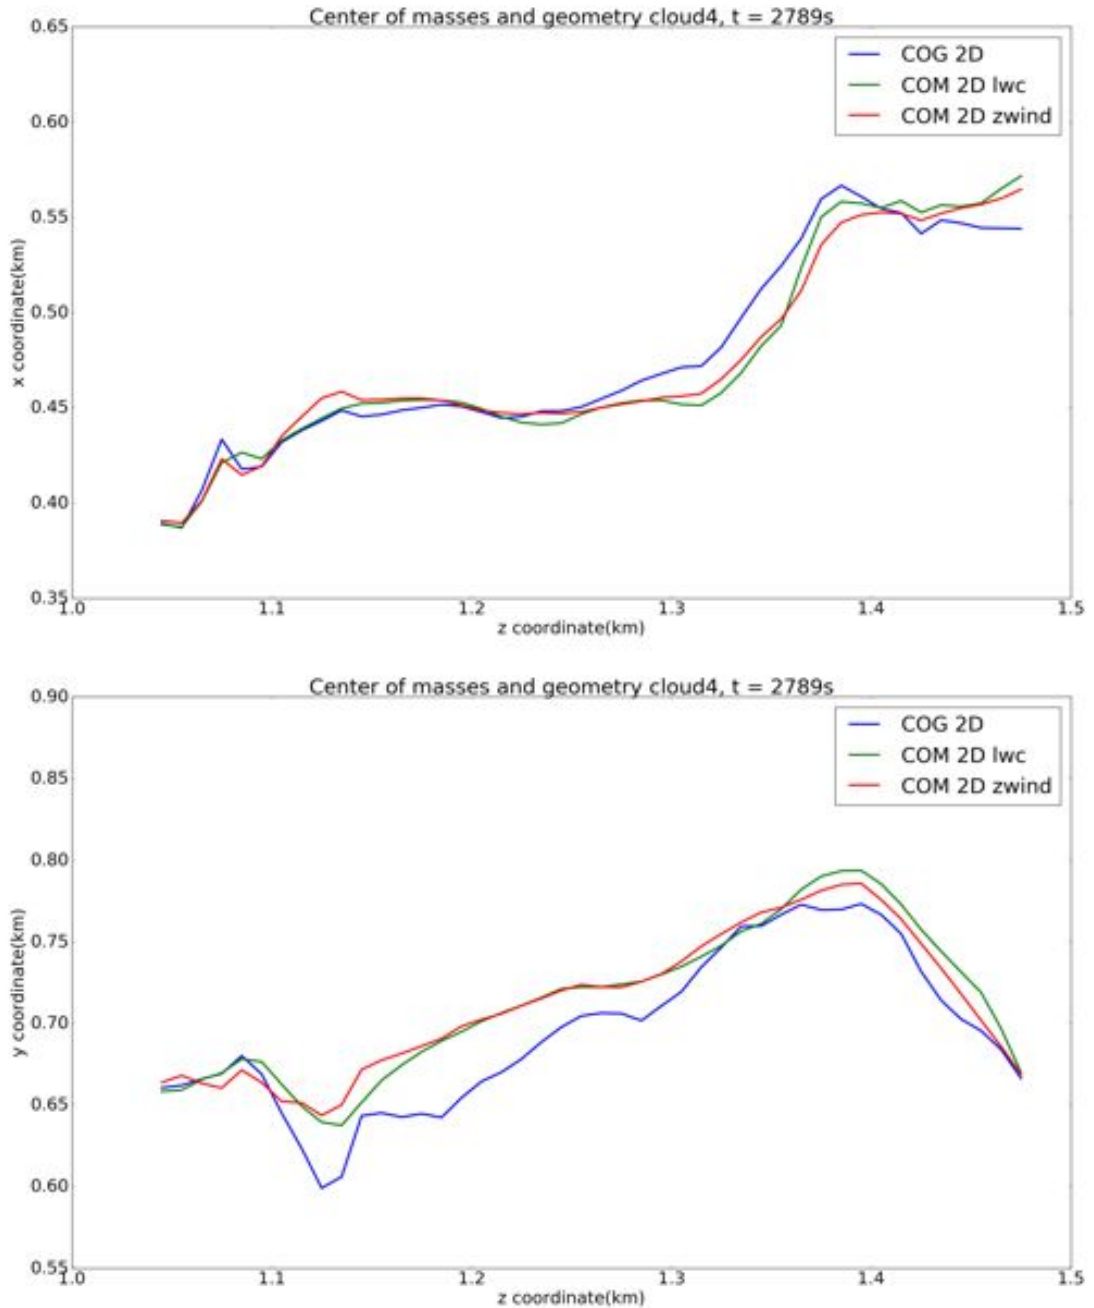 Center of masses and geometry cloud4, t = 2789s
COG 2D
COM 2D lwc
COM 2D zwind
0.65
0.60
0.55
0.50
0.45
0.40
0.35
x coordinate(km)
1.0 1.1 1.2 1.3 1.4 1.5
z coordinate(km)
Center of masses and geometry cloud4, t = 2789s
COG 2D
COM 2D lwc
COM 2D zwind
0.90
0.85
0.80
0.75
0.70
0.65
0.60
0.55
y coordinate(km)
1.0 1.1 1.2 1.3 1.4 1.5
z coordinate(km)